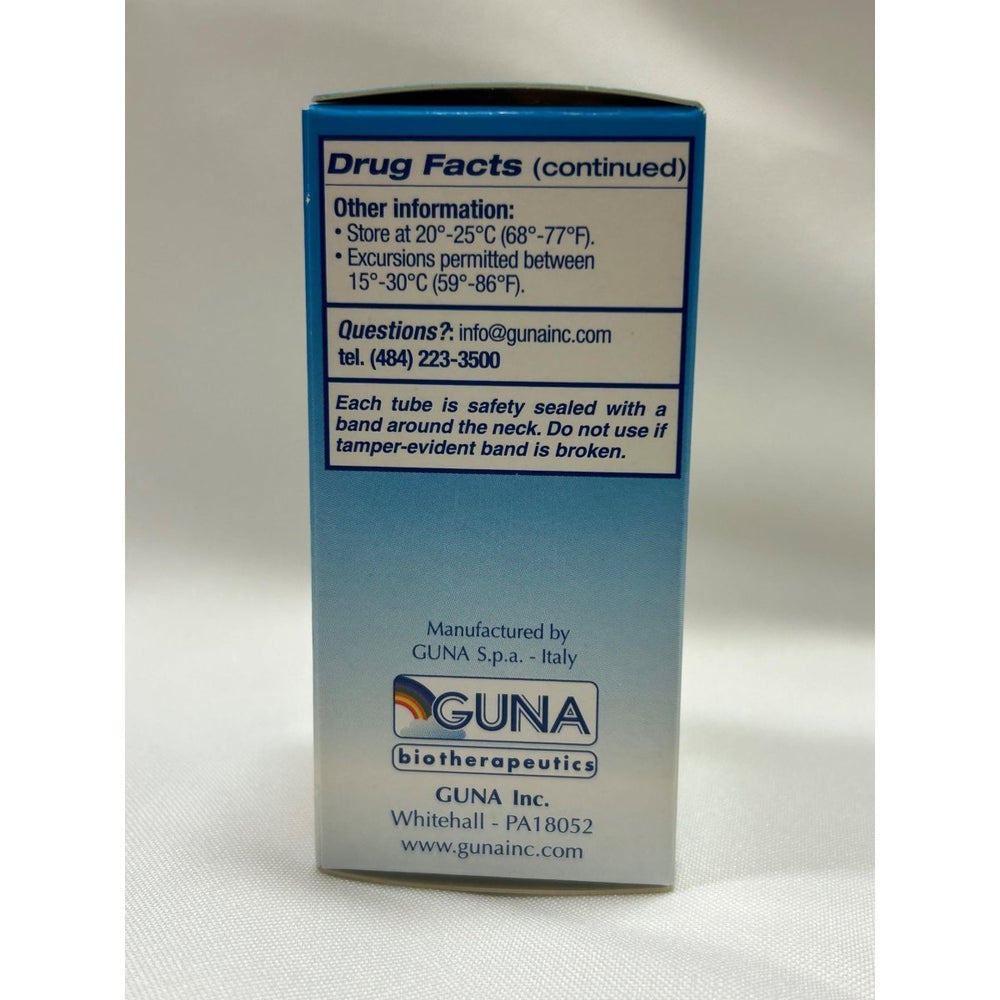 Drug Facts (continued)
Other information:
• Store at 20°-25°C (68°-77°F).
• Excursions permitted between
15°-30°C (59°-86°F).
Questions?: info@gunainc.com
tel. (484) 223-3500
Each tube is safety sealed with a
band around the neck. Do not use if
tamper-evident band is broken.
Manufactured by
GUNA S.p.a. - Italy
GUNA
biotherapeutics
GUNA Inc.
Whitehall - PA18052
www.gunainc.com